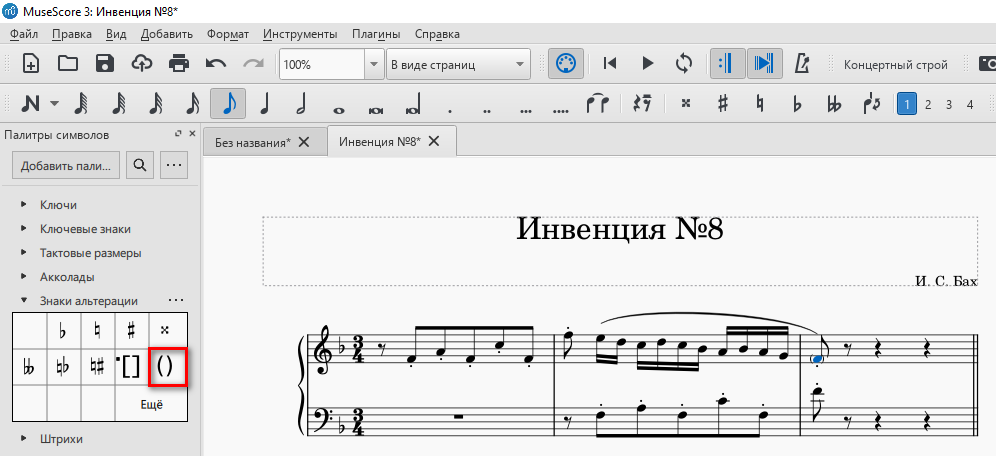 MuseScore 3: Инвенция №8*
Файл Правка Вид Добавить Формат Инструменты Плагины Справка
100% В виде страниц Концертный строй
1 2 3 4
Палитры символов
Без названия* Инвенция №8*
Добавить пали... ...
Ключи
Ключевые знаки
Тактовые размеры
Акколады
Знаки альтерации ...
Ещё
Штрихи
Инвенция №8
И. С. Бах
3
4
3
4